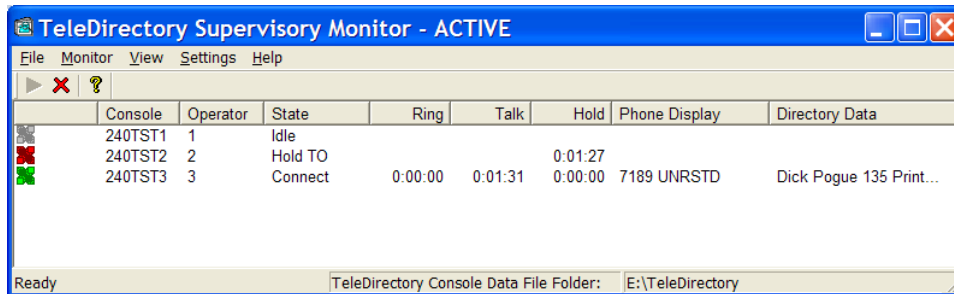 TeleDirectory Supervisory Monitor - ACTIVE
File Monitor View Settings Help
Console Operator State Ring Talk Hold Phone Display Directory Data
240TST1 1 Idle
240TST2 2 Hold TO 0:01:27
240TST3 3 Connect 0:00:00 0:01:31 0:00:00 7189 UNRSTD Dick Pogue 135 Print...
Ready TeleDirectory Console Data File Folder: E:\TeleDirectory